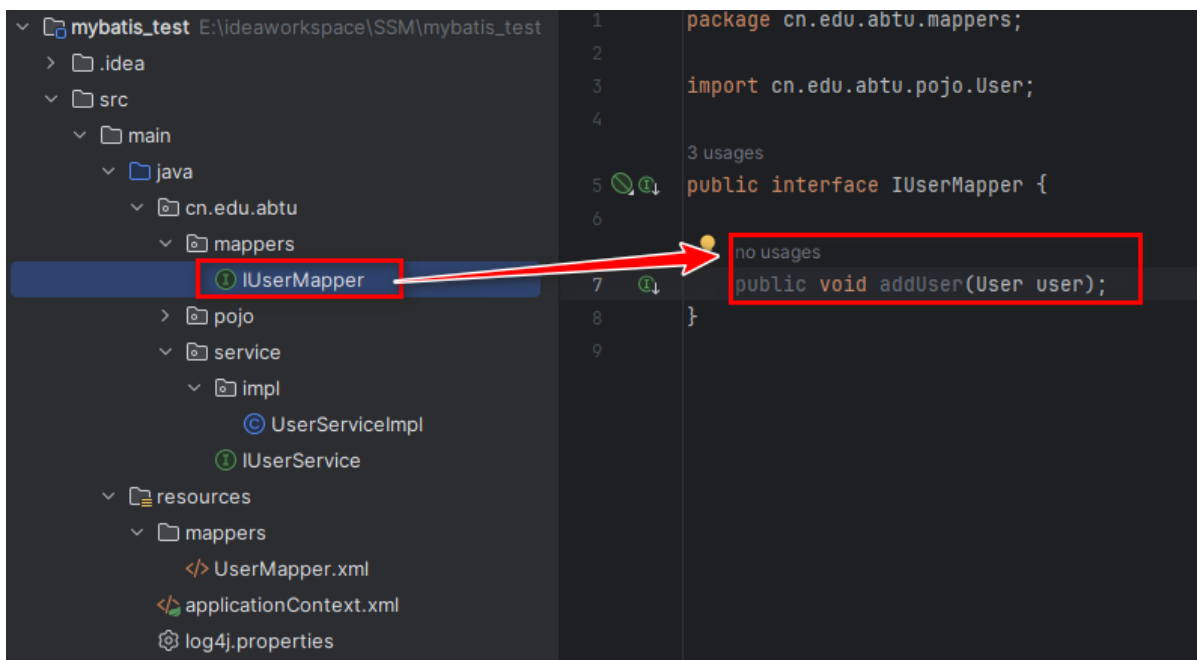 mybatis_test E:\ideaworkspace\SSM\mybatis_test
.idea
src
main
java
cn.edu.abtu
mappers
IUserMapper
pojo
service
impl
UserServiceImpl
IUserService
resources
mappers
UserMapper.xml
applicationContext.xml
log4j.properties
1 package cn.edu.abtu.mappers;
2
3 import cn.edu.abtu.pojo.User;
4
3 usages
5 public interface IUserMapper {
6
no usages
7 public void addUser(User user);
8 }
9